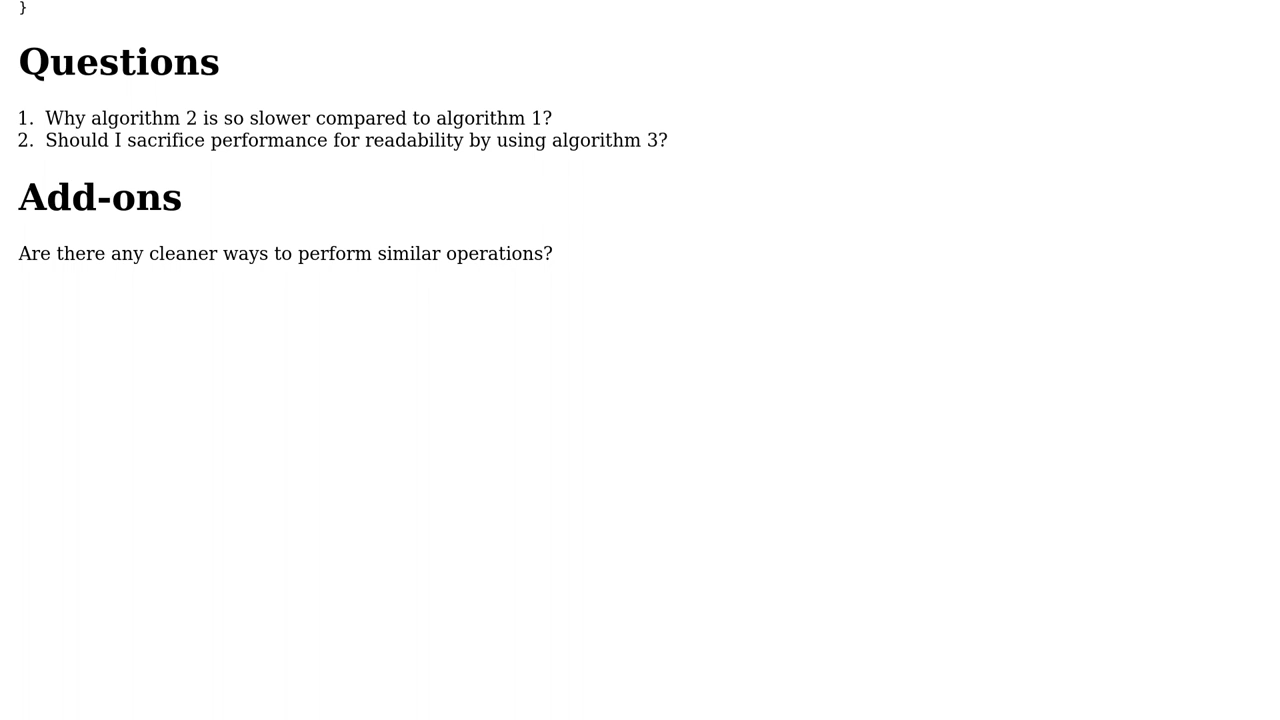 }
Questions
1. Why algorithm 2 is so slower compared to algorithm 1?
2. Should I sacrifice performance for readability by using algorithm 3?
Add-ons
Are there any cleaner ways to perform similar operations?